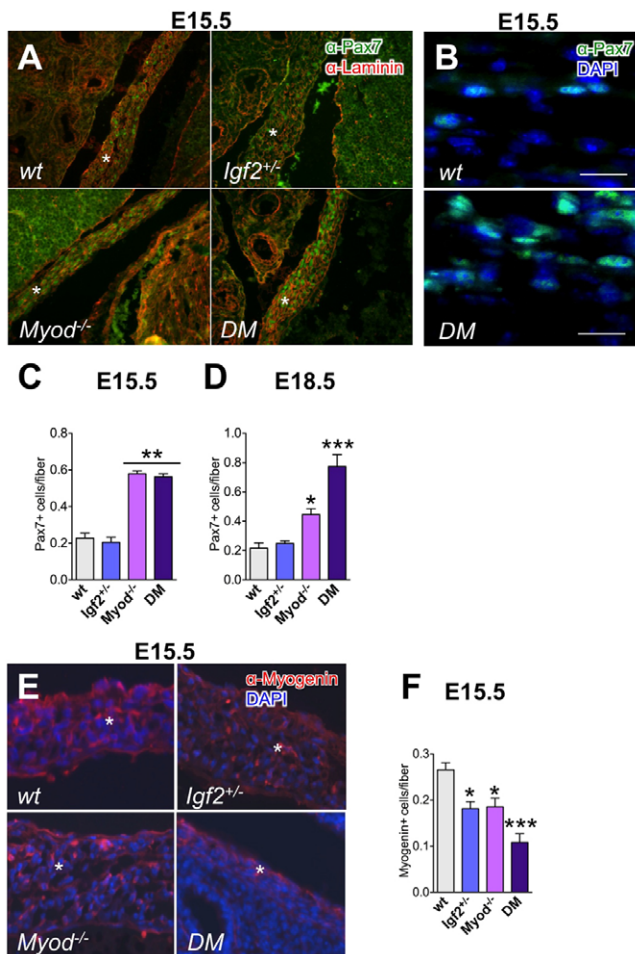 E15.5
E15.5
A
α-Pax7
α-Laminin
*
wt
*
Igf2+/-
*
Myod-/-
*
DM
B
α-Pax7
DAPI
wt
DM
C E15.5
Pax7+ cells/fiber
0.8
0.6
0.4
0.2
0.0
**
wt
Igf2+/-
Myod-/-
DM
D E18.5
Pax7+ cells/fiber
1.0
0.8
0.6
0.4
0.2
0.0
*
***
wt
Igf2+/-
Myod-/-
DM
E15.5
E
α-Myogenin
DAPI
*
wt
*
Igf2+/-
*
Myod-/-
*
DM
F E15.5
Myogenin+ cells/fiber
0.3
0.2
0.1
0.0
*
*
***
wt
Igf2+/-
Myod-/-
DM